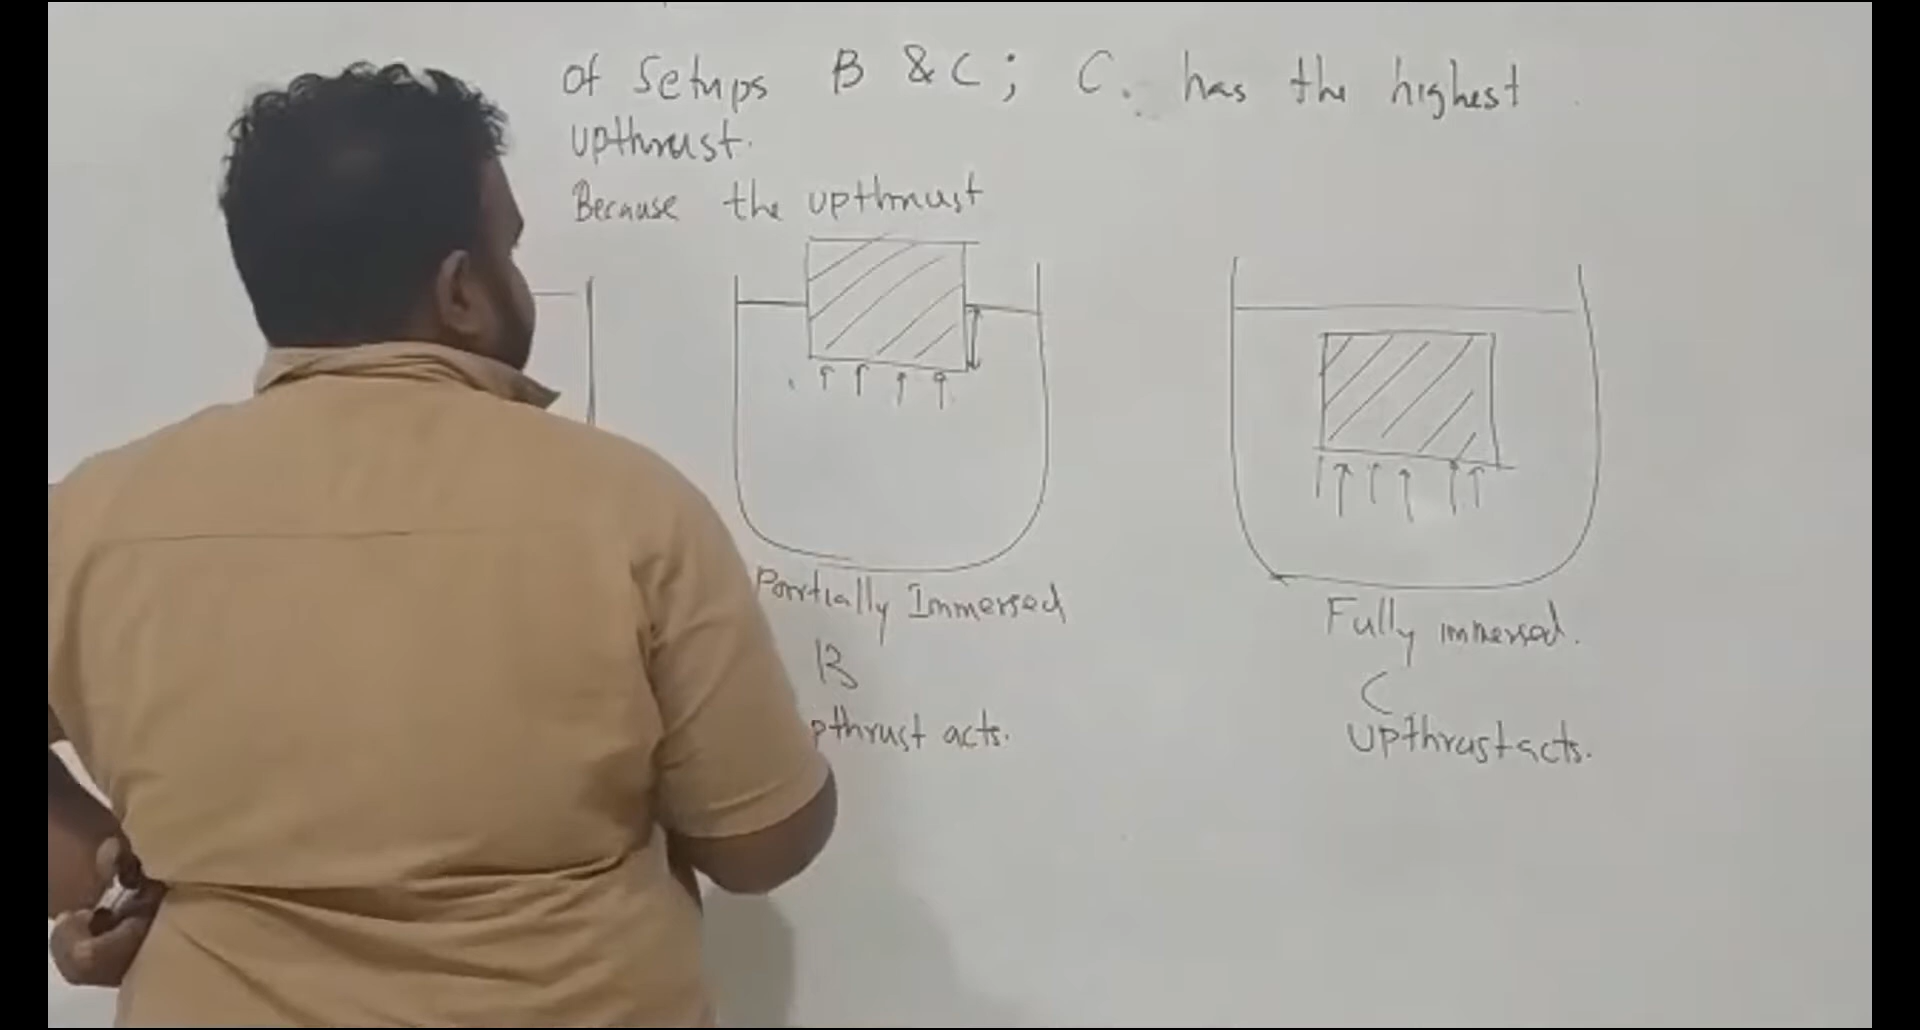 Of Setups B & C; C. has the highest
upthrust.
Because the upthrust
Partially Immersed
Fully immersed.
B
C
pthrust acts.
Upthrust acts.